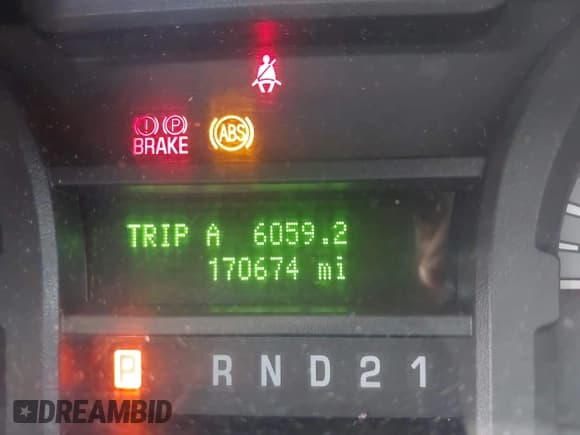 (!) (P)
BRAKE
ABS
TRIP A 6059.2
170674 mi
P R N D 2 1
DREAMBID